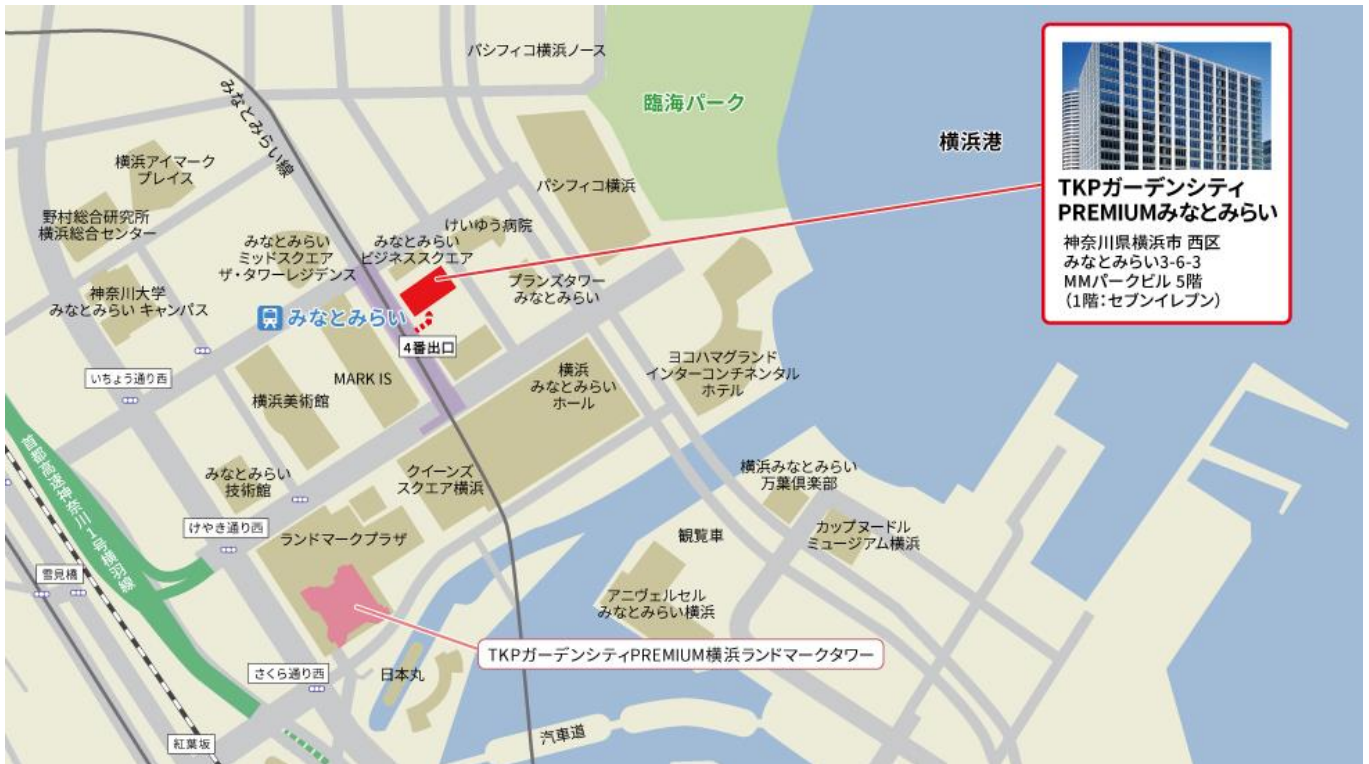 パシフィコ横浜ノース
みなとみらい線
臨海パーク
横浜港
横浜アイマーク
プレイス
パシフィコ横浜
野村総合研究所
横浜総合センター
けいゆう病院
みなとみらい
ミッドスクエア
ザ・タワーレジデンス
みなとみらい
ビジネススクエア
ブランズタワー
みなとみらい
神奈川大学
みなとみらい キャンパス
みなとみらい
4番出口
TKPガーデンシティ
PREMIUMみなとみらい
神奈川県横浜市 西区
みなとみらい3-6-3
MMパークビル 5階
（1階：セブンイレブン）
いちょう通り西
MARK IS
横浜美術館
横浜
みなとみらい
ホール
ヨコハマグランド
インターコンチネンタル
ホテル
首都高速神奈川1号横羽線
みなとみらい
技術館
クイーンズ
スクエア横浜
横浜みなとみらい
万葉倶楽部
けやき通り西
ランドマークプラザ
観覧車
カップヌードル
ミュージアム横浜
雪見橋
アニヴェルセル
みなとみらい横浜
TKPガーデンシティPREMIUM横浜ランドマークタワー
さくら通り西
日本丸
紅葉坂
汽車道